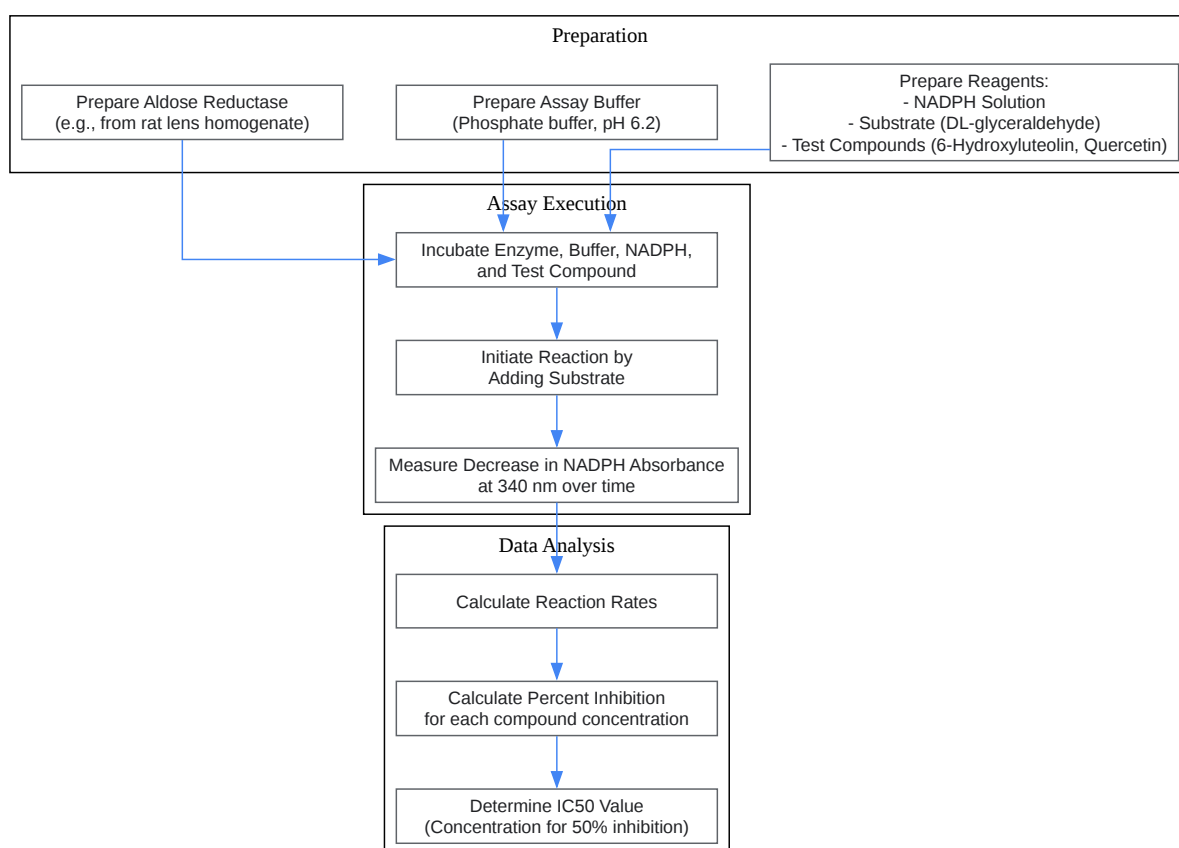 Preparation
Prepare Aldose Reductase
(e.g., from rat lens homogenate)
Prepare Assay Buffer
(Phosphate buffer, pH 6.2)
Prepare Reagents:
- NADPH Solution
- Substrate (DL-glyceraldehyde)
- Test Compounds (6-Hydroxyluteolin, Quercetin)
Assay Execution
Incubate Enzyme, Buffer, NADPH,
and Test Compound
Initiate Reaction by
Adding Substrate
Measure Decrease in NADPH Absorbance
at 340 nm over time
Data Analysis
Calculate Reaction Rates
Calculate Percent Inhibition
for each compound concentration
Determine IC50 Value
(Concentration for 50% inhibition)